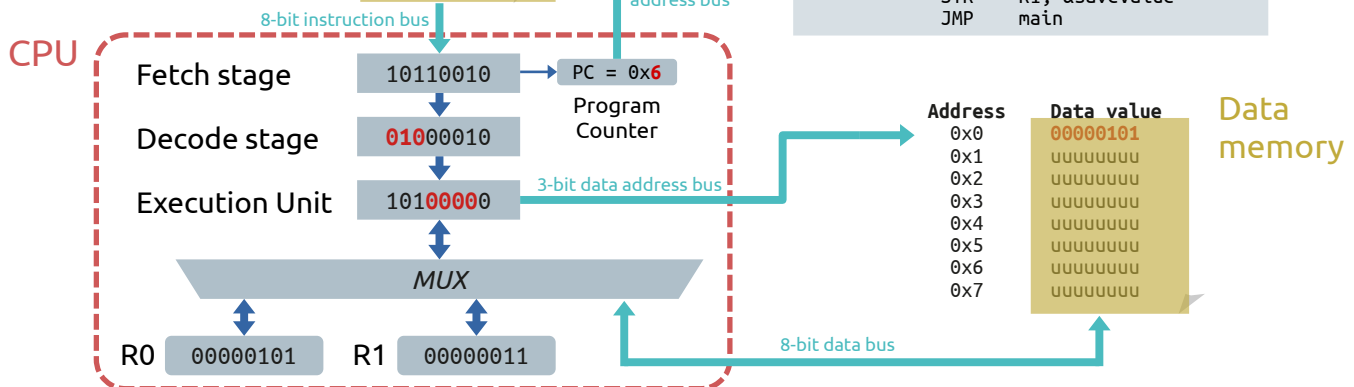 address bus
8-bit instruction bus
R1, &savevalue
JMP main
CPU
Fetch stage
10110010
PC = 0x6
Program
Counter
Decode stage
01000010
Execution Unit
10100000
3-bit data address bus
MUX
R0
00000101
R1
00000011
8-bit data bus
Address Data value
0x0 00000101
0x1 uuuuuuuu
0x2 uuuuuuuu
0x3 uuuuuuuu
0x4 uuuuuuuu
0x5 uuuuuuuu
0x6 uuuuuuuu
0x7 uuuuuuuu
Data
memory